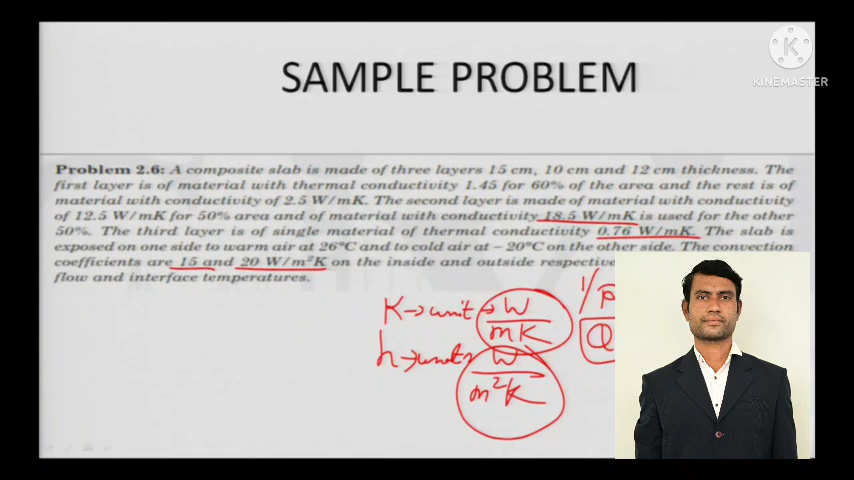 SAMPLE PROBLEM
K
KINEMASTER
Problem 2.6: A composite slab is made of three layers 15 cm, 10 cm and 12 cm thickness. The
first layer is of material with thermal conductivity 1.45 for 60% of the area and the rest is of
material with conductivity of 2.5 W/mK. The second layer is made of material with conductivity
of 12.5 W/mK for 50% area and of material with conductivity 18.5 W/mK is used for the other
50%. The third layer is of single material of thermal conductivity 0.76 W/mK. The slab is
exposed on one side to warm air at 26°C and to cold air at – 20°C on the other side. The convection
coefficients are 15 and 20 W/m²K on the inside and outside respective
flow and interface temperatures.
K→unit→ W
mK
h→unit→ W
m²K
Q